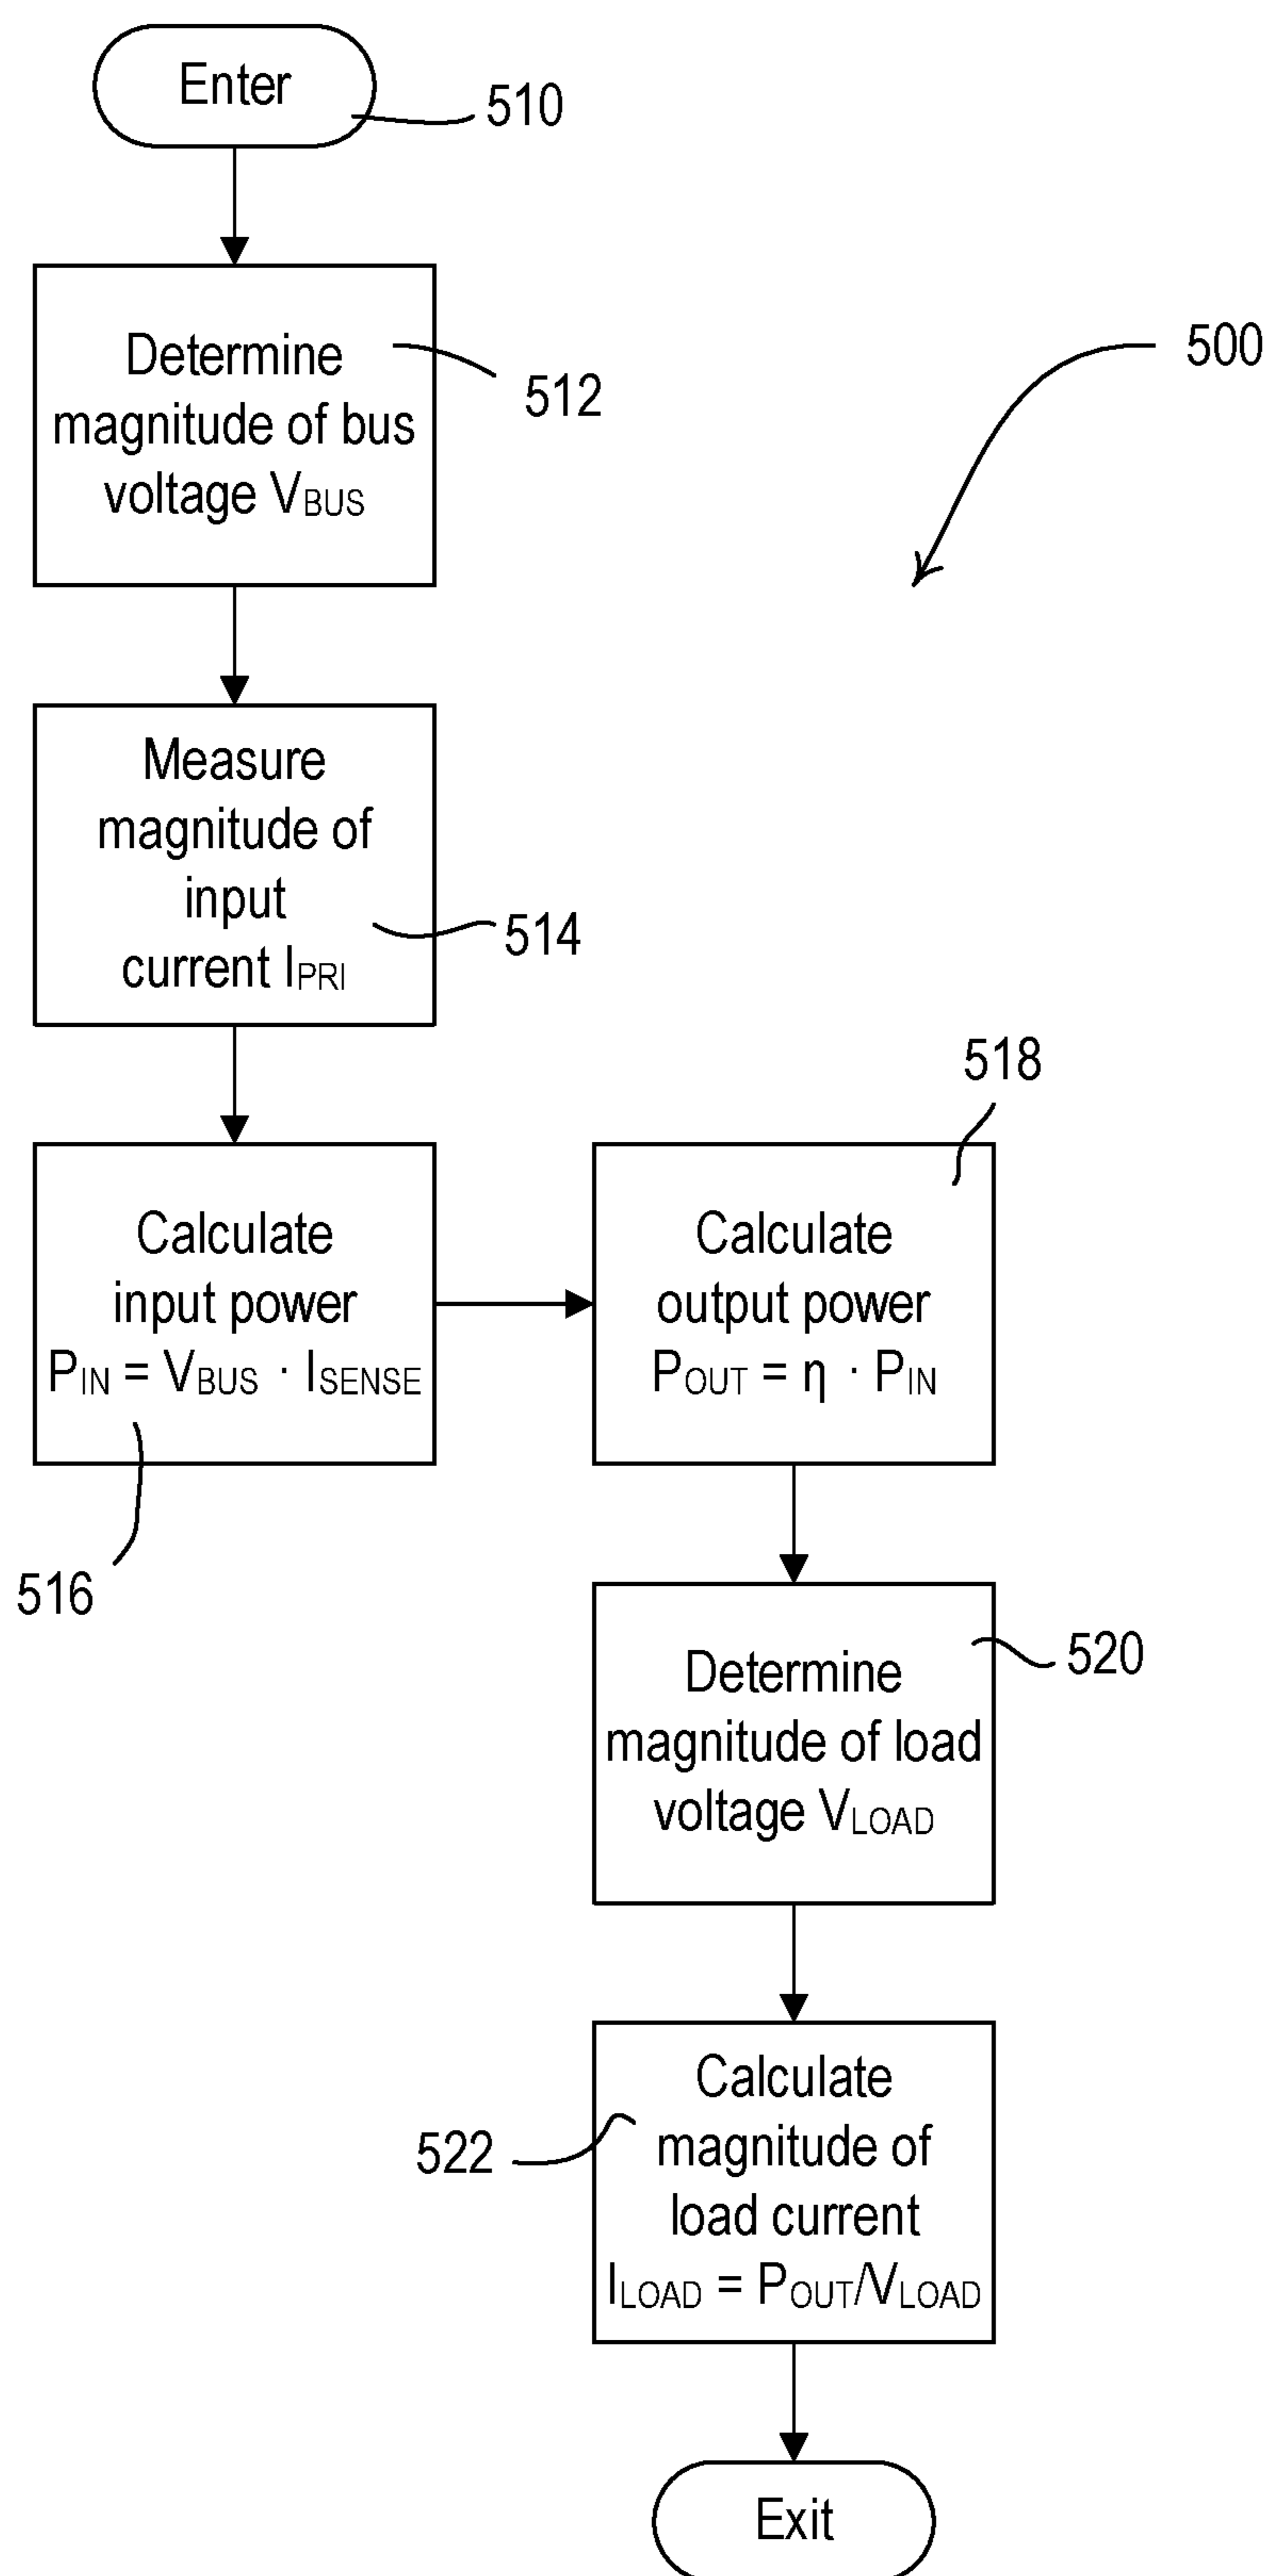 Enter
510
Determine
magnitude of bus
voltage VBUS
512
500
Measure
magnitude of
input
current IPRI
514
Calculate
input power
PIN = VBUS · ISENSE
516
518
Calculate
output power
POUT = η · PIN
Determine
magnitude of load
voltage VLOAD
520
Calculate
magnitude of
load current
ILOAD = POUT/VLOAD
522
Exit